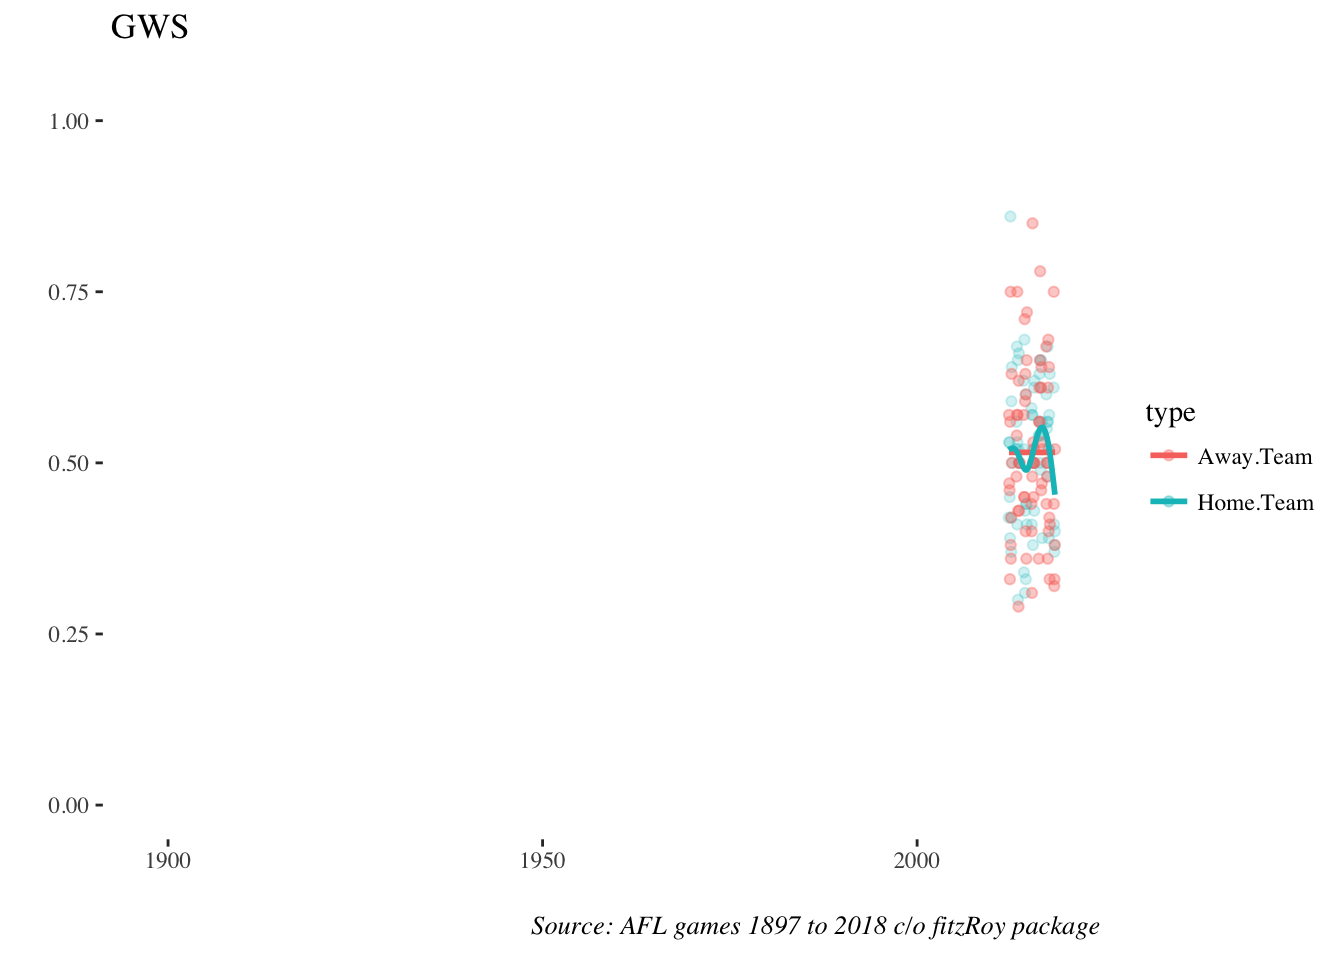 GWS
1.00
0.75
0.50
0.25
0.00
1900 1950 2000
type
Away.Team
Home.Team
Source: AFL games 1897 to 2018 c/o fitzRoy package